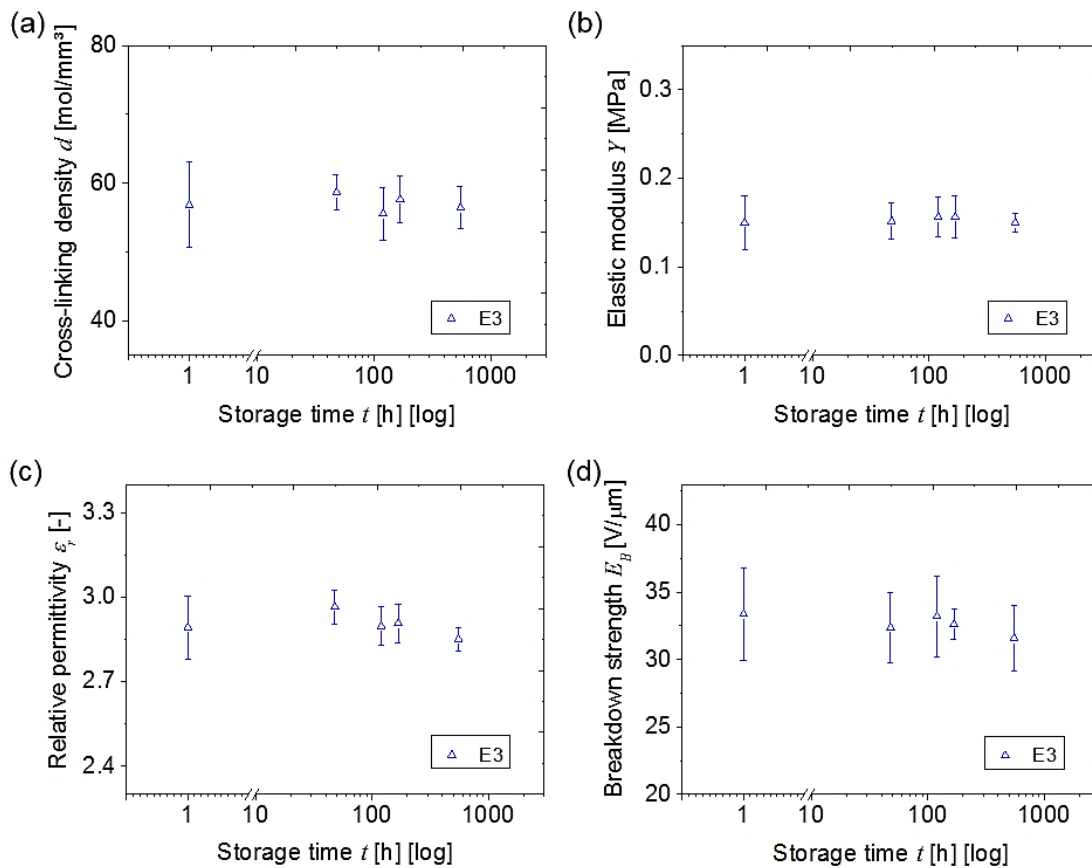 (a)
Cross-linking density d [mol/mm³]
80
60
40
E3
1 10 100 1000
Storage time t [h] [log]
(b)
Elastic modulus Y [MPa]
0.3
0.2
0.1
0.0
E3
1 10 100 1000
Storage time t [h] [log]
(c)
Relative permittivity εr [-]
3.3
3.0
2.7
2.4
E3
1 10 100 1000
Storage time t [h] [log]
(d)
Breakdown strength EB [V/μm]
40
35
30
25
20
E3
1 10 100 1000
Storage time t [h] [log]